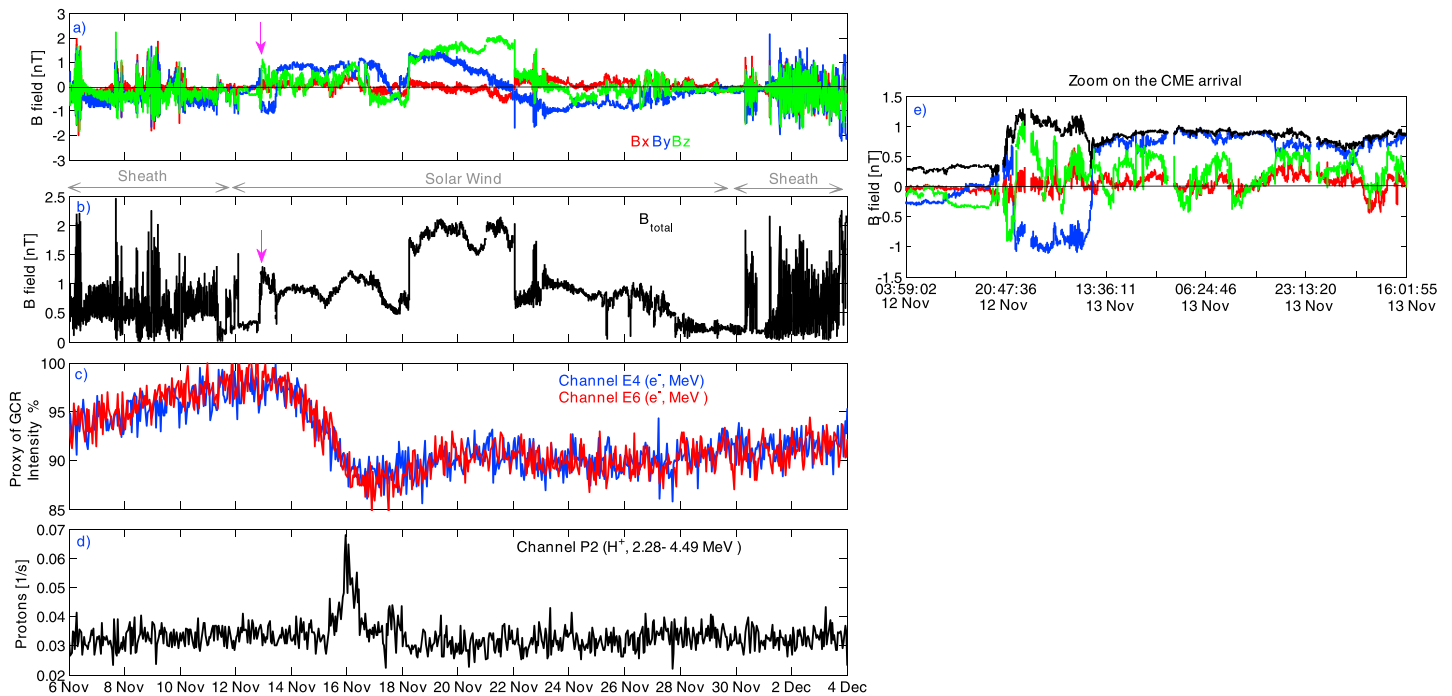 a)
3
2
1
0
-1
-2
-3
B field [nT]
Bx By Bz
Sheath
Solar Wind
Sheath
b)
2.5
2
1.5
1
0.5
0
B field [nT]
B total
c)
100
95
90
85
Proxy of GCR
Intensity %
Channel E4 (e-, MeV)
Channel E6 (e-, MeV )
d)
0.07
0.06
0.05
0.04
0.03
0.02
Protons [1/s]
Channel P2 (H+, 2.28- 4.49 MeV )
6 Nov 8 Nov 10 Nov 12 Nov 14 Nov 16 Nov 18 Nov 20 Nov 22 Nov 24 Nov 26 Nov 28 Nov 30 Nov 2 Dec 4 Dec
Zoom on the CME arrival
e)
1.5
1
0.5
0
-0.5
-1
-1.5
B field [nT]
03:59:02 20:47:36 13:36:11 06:24:46 23:13:20 16:01:55
12 Nov 12 Nov 13 Nov 13 Nov 13 Nov 13 Nov